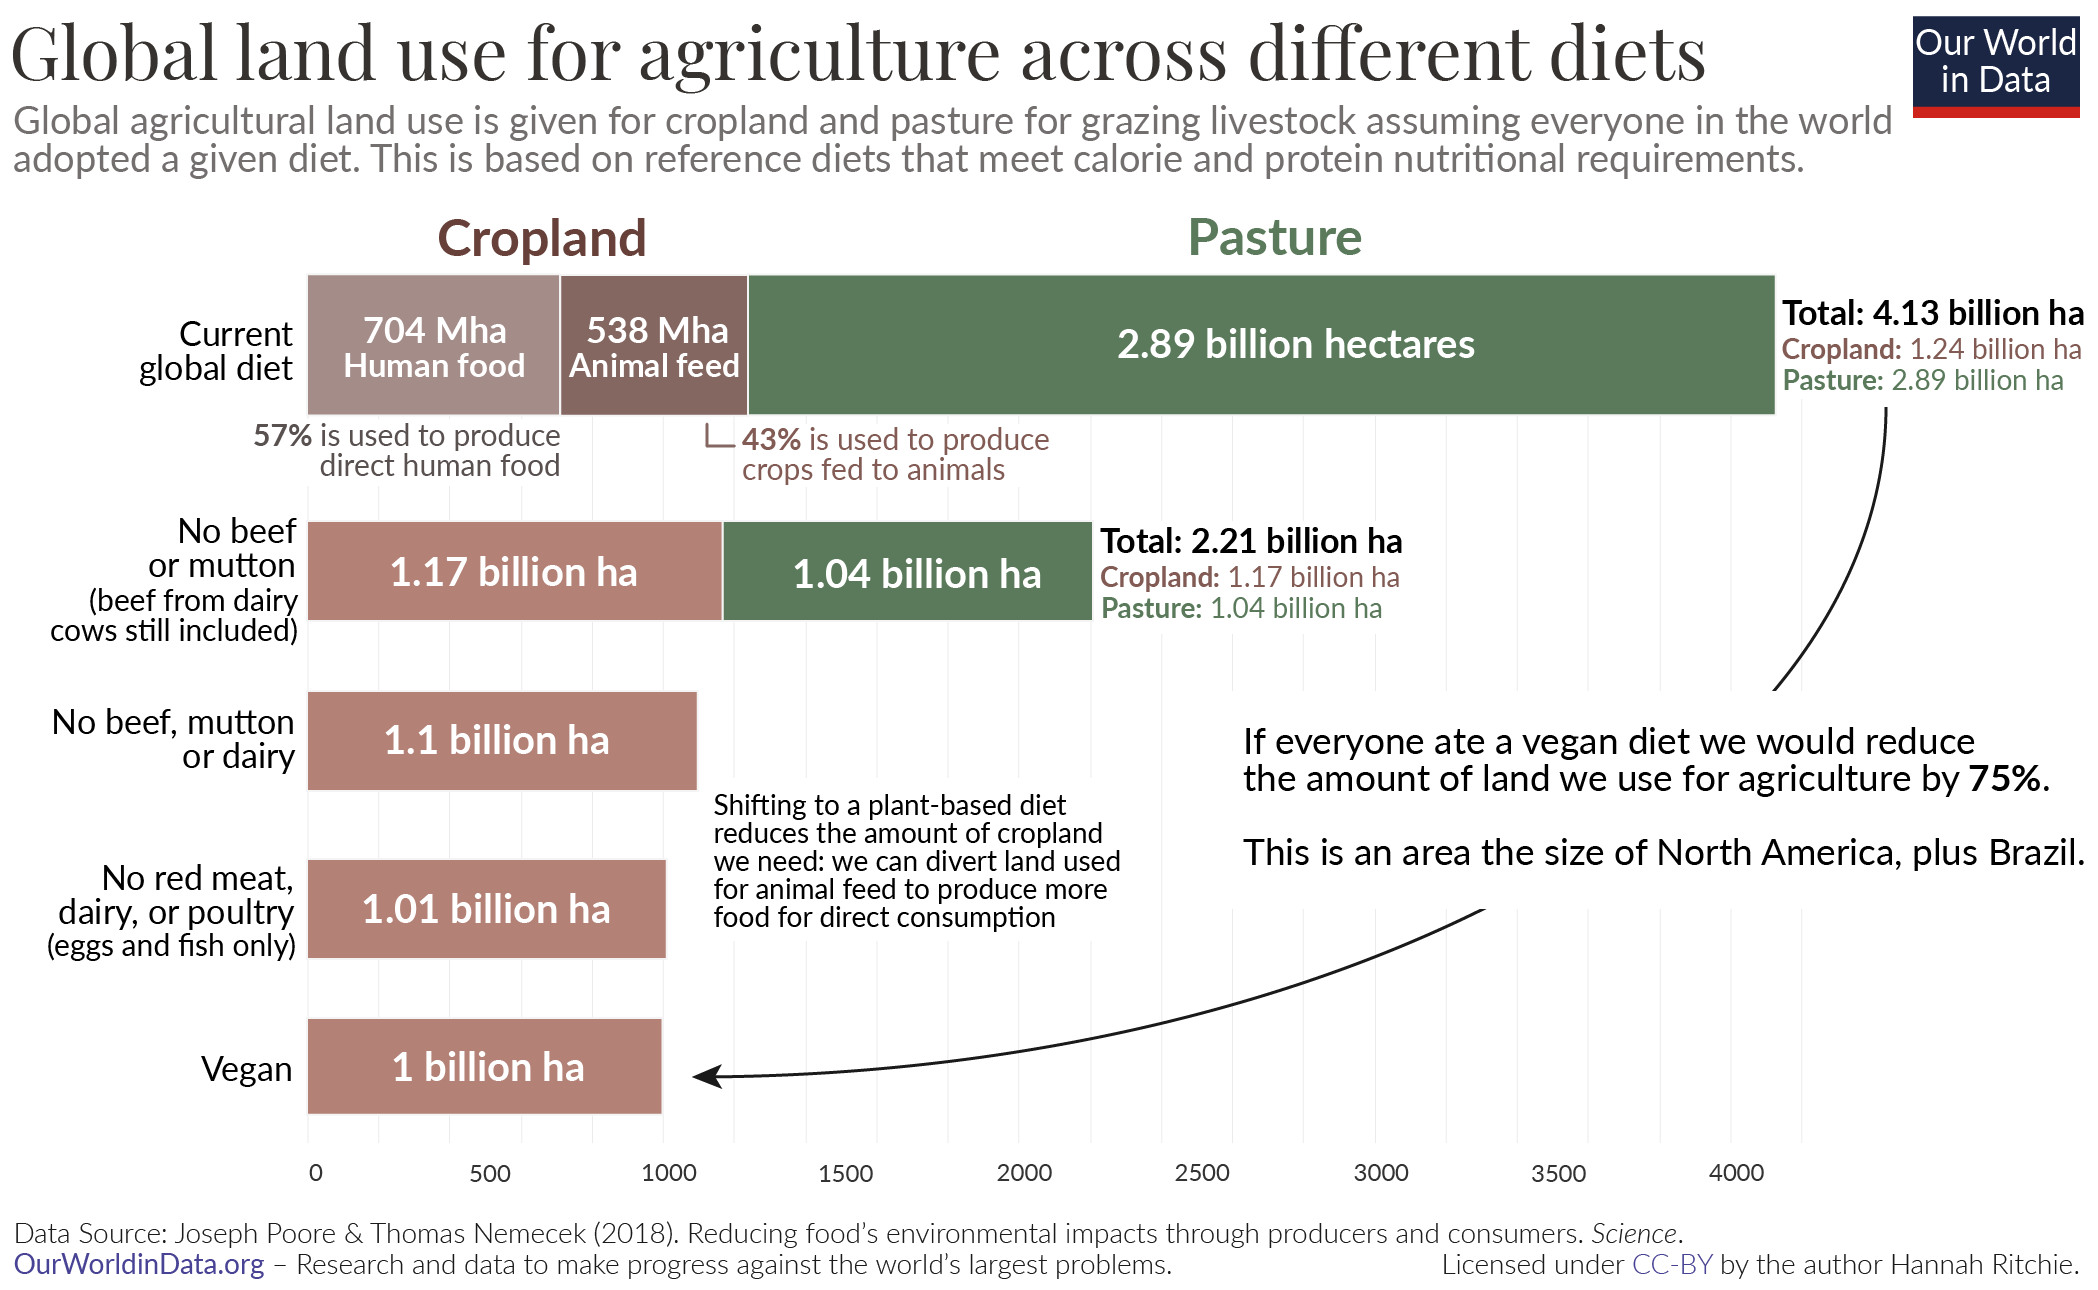 Global land use for agriculture across different diets
Our World
in Data
Global agricultural land use is given for cropland and pasture for grazing livestock assuming everyone in the world
adopted a given diet. This is based on reference diets that meet calorie and protein nutritional requirements.
Cropland
Pasture
Current
global diet
704 Mha
Human food
538 Mha
Animal feed
2.89 billion hectares
Total: 4.13 billion ha
Cropland: 1.24 billion ha
Pasture: 2.89 billion ha
57% is used to produce
direct human food
43% is used to produce
crops fed to animals
No beef
or mutton
(beef from dairy
cows still included)
1.17 billion ha
1.04 billion ha
Total: 2.21 billion ha
Cropland: 1.17 billion ha
Pasture: 1.04 billion ha
No beef, mutton
or dairy
1.1 billion ha
If everyone ate a vegan diet we would reduce
the amount of land we use for agriculture by 75%.
This is an area the size of North America, plus Brazil.
Shifting to a plant-based diet
reduces the amount of cropland
we need: we can divert land used
for animal feed to produce more
food for direct consumption
No red meat,
dairy, or poultry
(eggs and fish only)
1.01 billion ha
Vegan
1 billion ha
0 500 1000 1500 2000 2500 3000 3500 4000
Data Source: Joseph Poore & Thomas Nemecek (2018). Reducing food's environmental impacts through producers and consumers. Science.
OurWorldinData.org – Research and data to make progress against the world's largest problems.
Licensed under CC-BY by the author Hannah Ritchie.